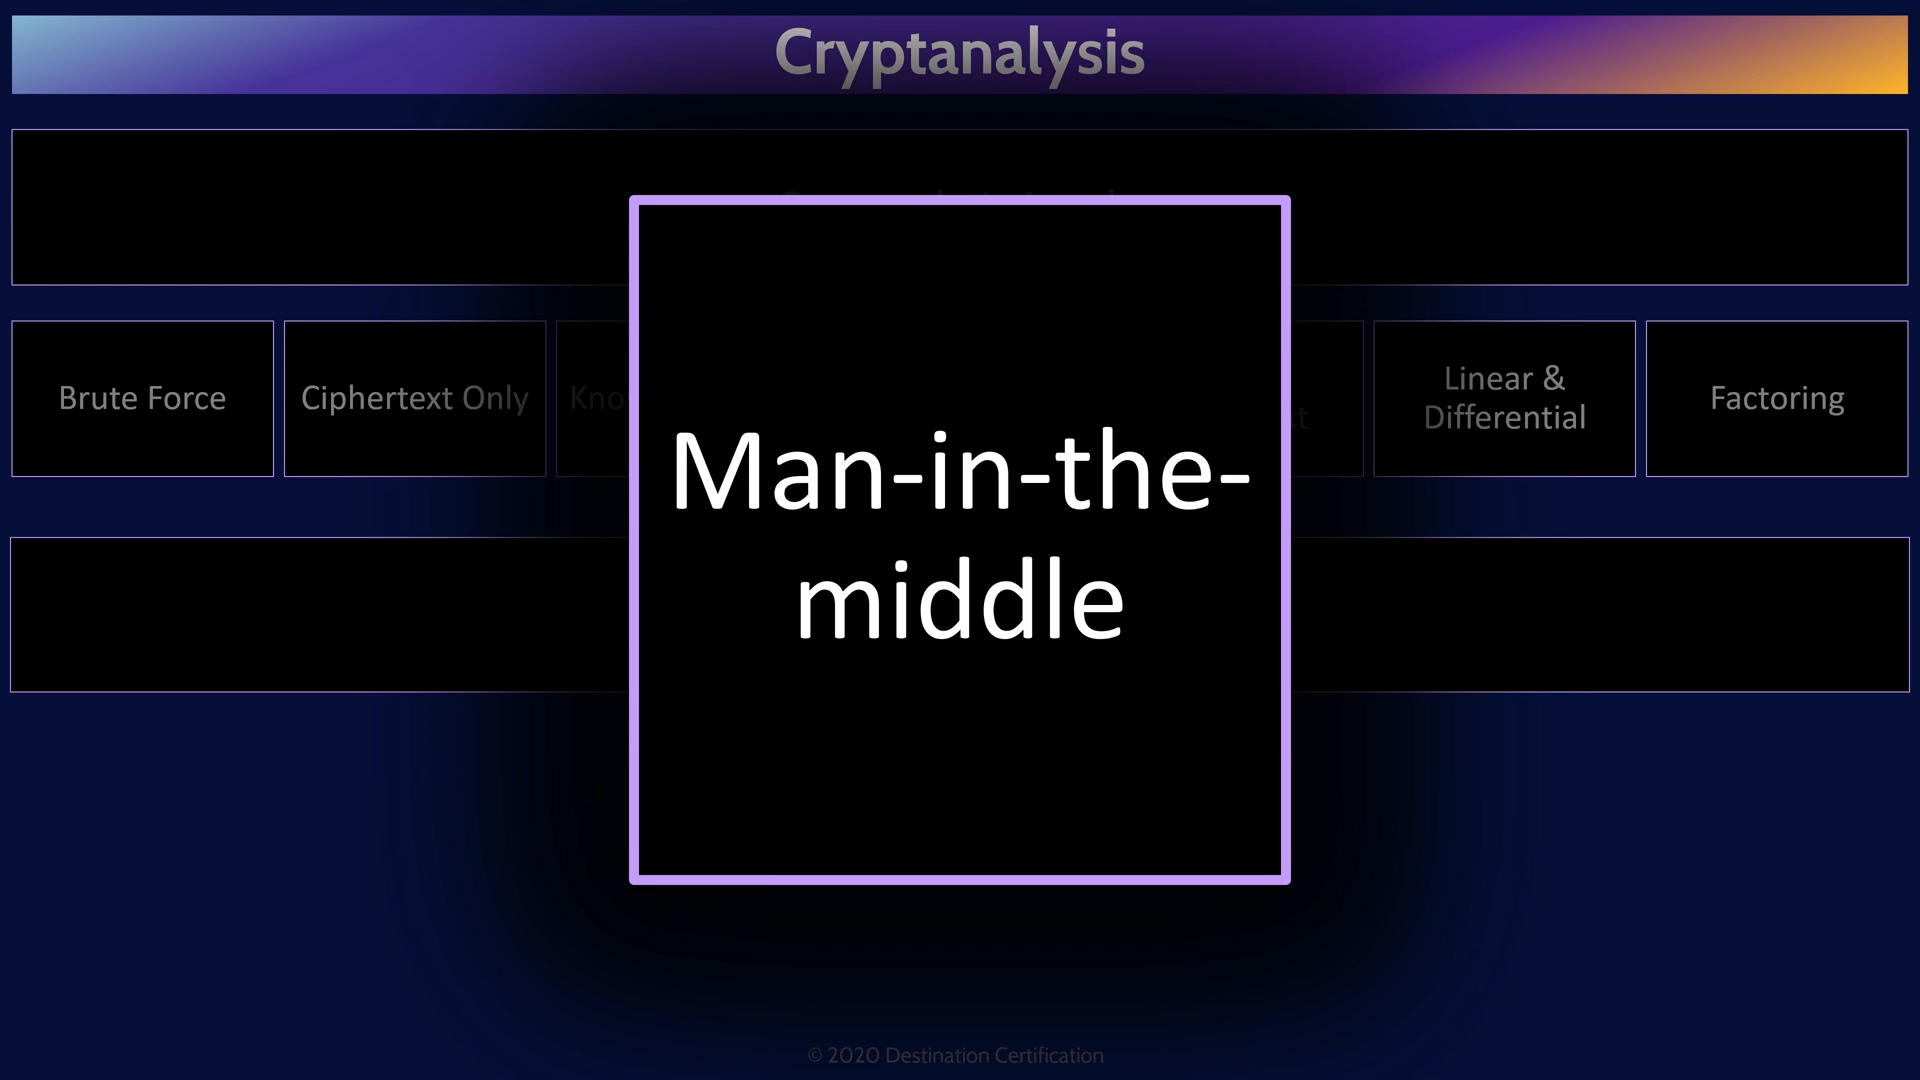 Cryptanalysis
Brute Force
Ciphertext Only
Linear &
Differential
Factoring
Man-in-the-
middle
© 2020 Destination Certification